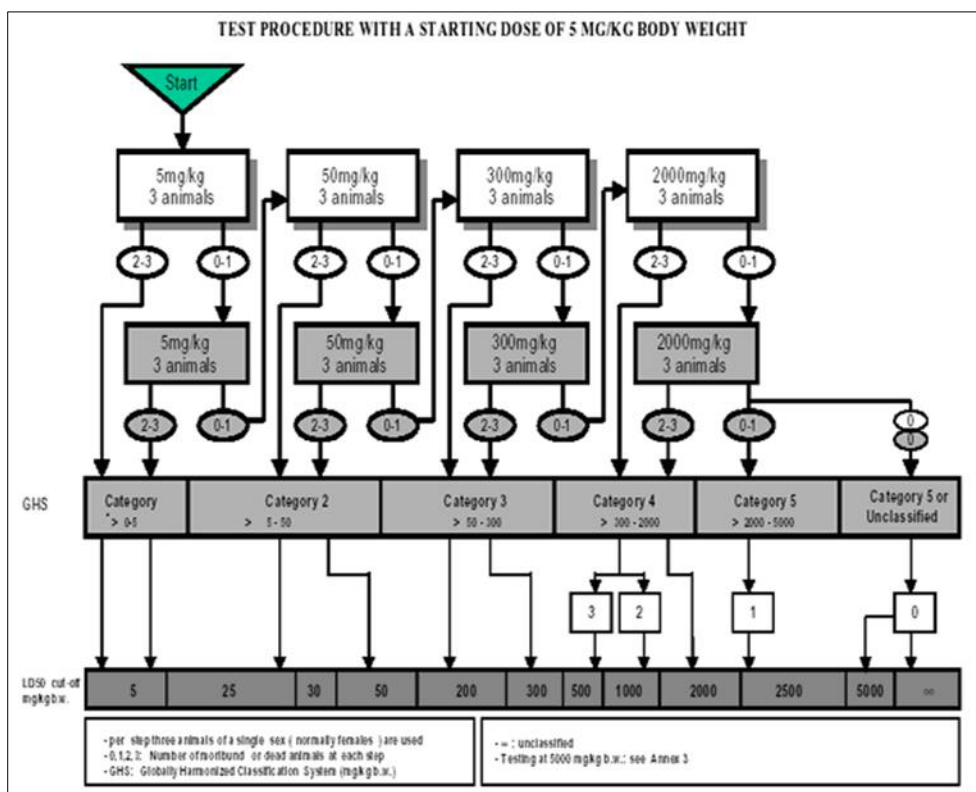 TEST PROCEDURE WITH A STARTING DOSE OF 5 MG/KG BODY WEIGHT
Start
5mg/kg
3 animals
50mg/kg
3 animals
300mg/kg
3 animals
2000mg/kg
3 animals
2-3
0-1
2-3
0-1
2-3
0-1
2-3
0-1
5mg/kg
3 animals
50mg/kg
3 animals
300mg/kg
3 animals
2000mg/kg
3 animals
2-3
0-1
2-3
0-1
2-3
0-1
2-3
0-1
0
0
GHS
Category
> 0-5
Category 2
> 5 - 50
Category 3
> 50 - 300
Category 4
> 300 - 2000
Category 5
> 2000 - 5000
Category 5 or
Unclassified
3
2
1
0
LD50 cut-off
mg/kg b.w.
5
25
30
50
200
300
500
1000
2000
2500
5000
∞
- per step three animals of a single sex ( normally females ) are used
- 0,1,2, 3: Number of moribund or dead animals at each step
- GHS: Globally Harmonized Classification System (mg/kg b.w.)
- ∞ : unclassified
- Testing at 5000 mg/kg b.w.: see Annex 3